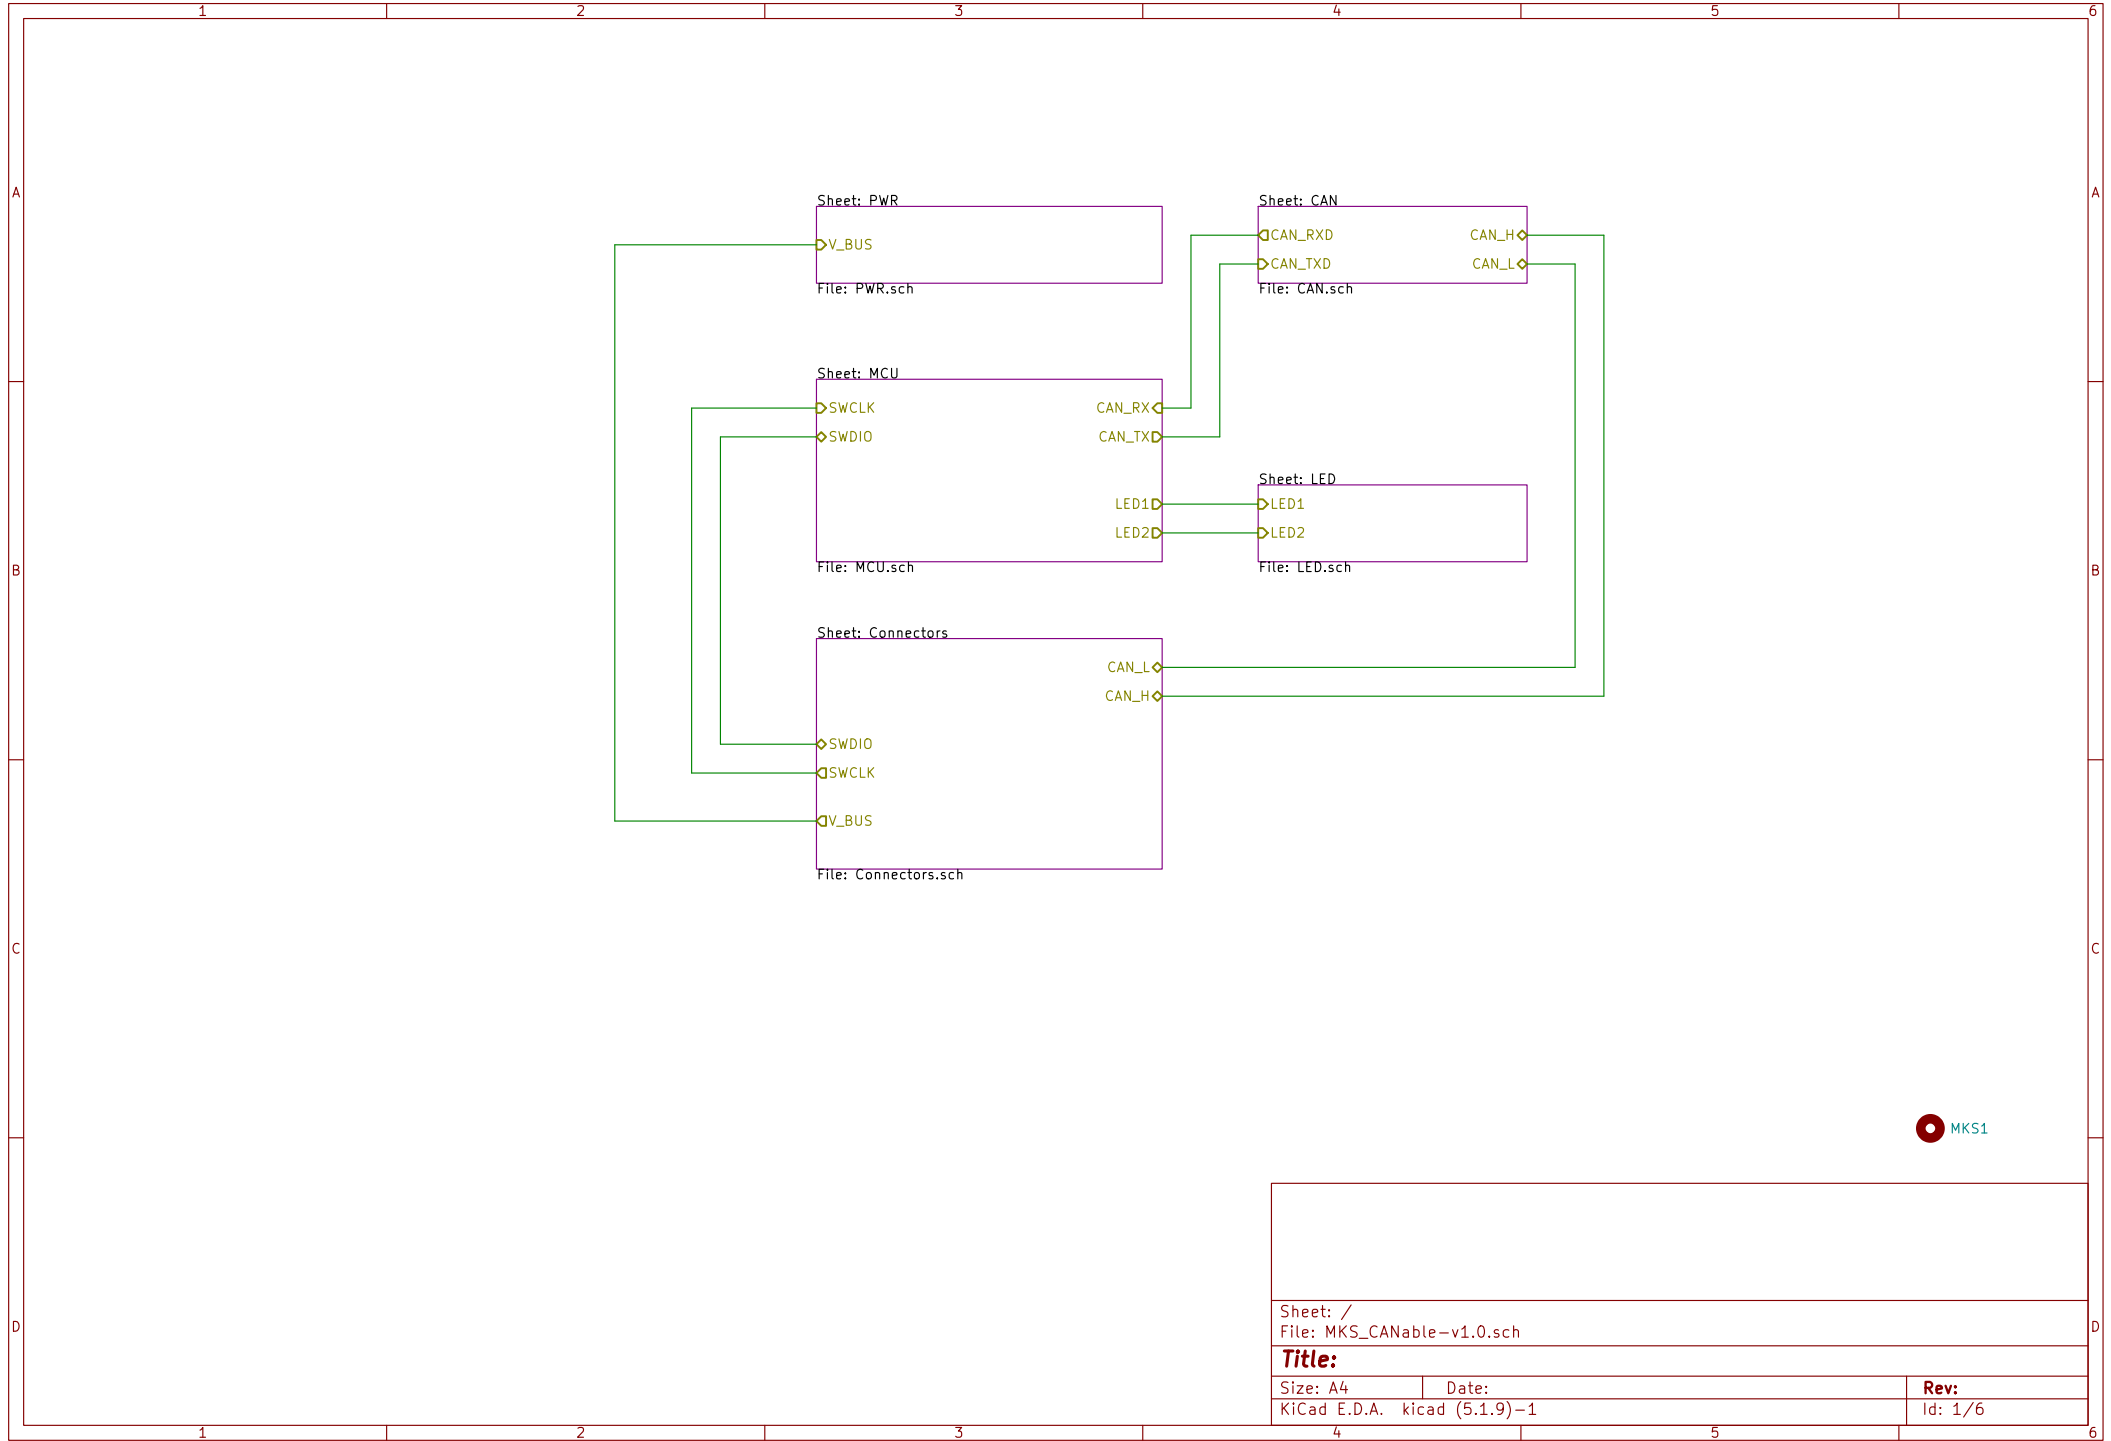 1 2 3 4 5 6
A A
Sheet: PWR
V_BUS
File: PWR.sch
Sheet: CAN
CAN_RXD CAN_H
CAN_TXD CAN_L
File: CAN.sch
Sheet: MCU
SWCLK CAN_RX
SWDIO CAN_TX
LED1
LED2
File: MCU.sch
Sheet: LED
LED1
LED2
File: LED.sch
B B
Sheet: Connectors
CAN_L
CAN_H
SWDIO
SWCLK
V_BUS
File: Connectors.sch
C C
MKS1
D D
Sheet: /
File: MKS_CANable-v1.0.sch
Title:
Size: A4 Date: Rev:
KiCad E.D.A. kicad (5.1.9)-1 Id: 1/6
1 2 3 4 5 6